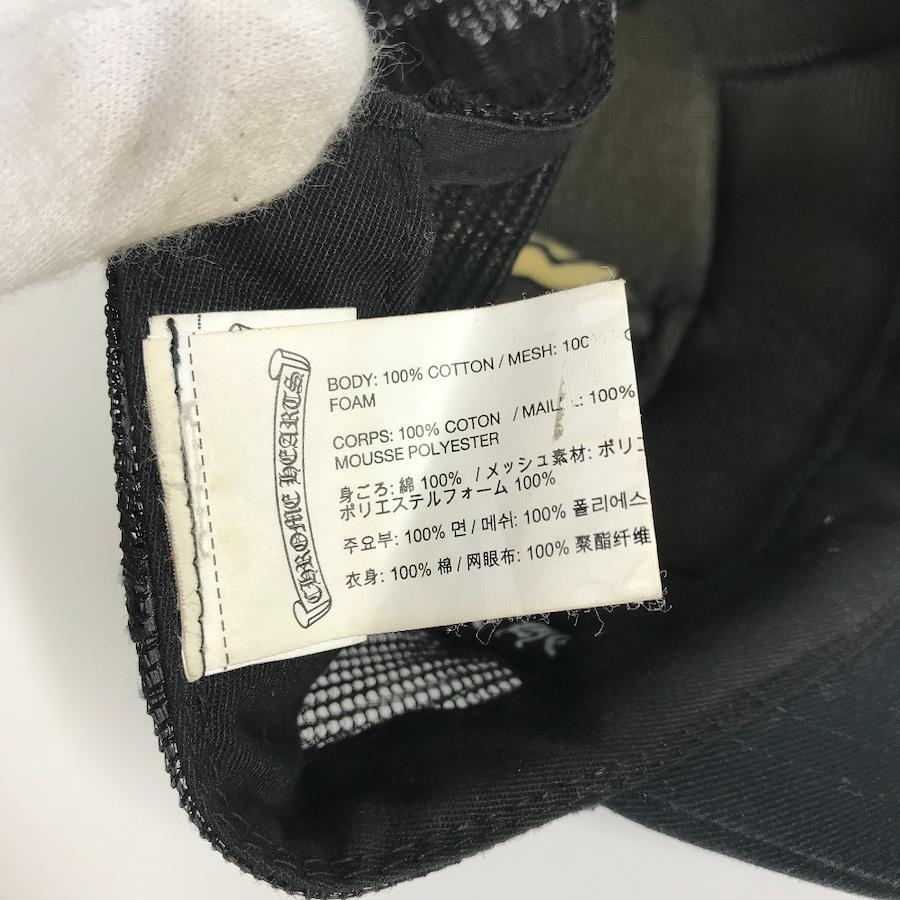 CHROME HEARTS
BODY: 100% COTTON / MESH: 100
FOAM
CORPS: 100% COTON / MAIL 100%
MOUSSE POLYESTER
身ごろ: 綿 100% / メッシュ素材: ポリエ
ポリエステルフォーム 100%
주요부: 100% 면 / 메쉬: 100% 폴리에스
衣身: 100% 棉 / 网眼布: 100% 聚酯纤维